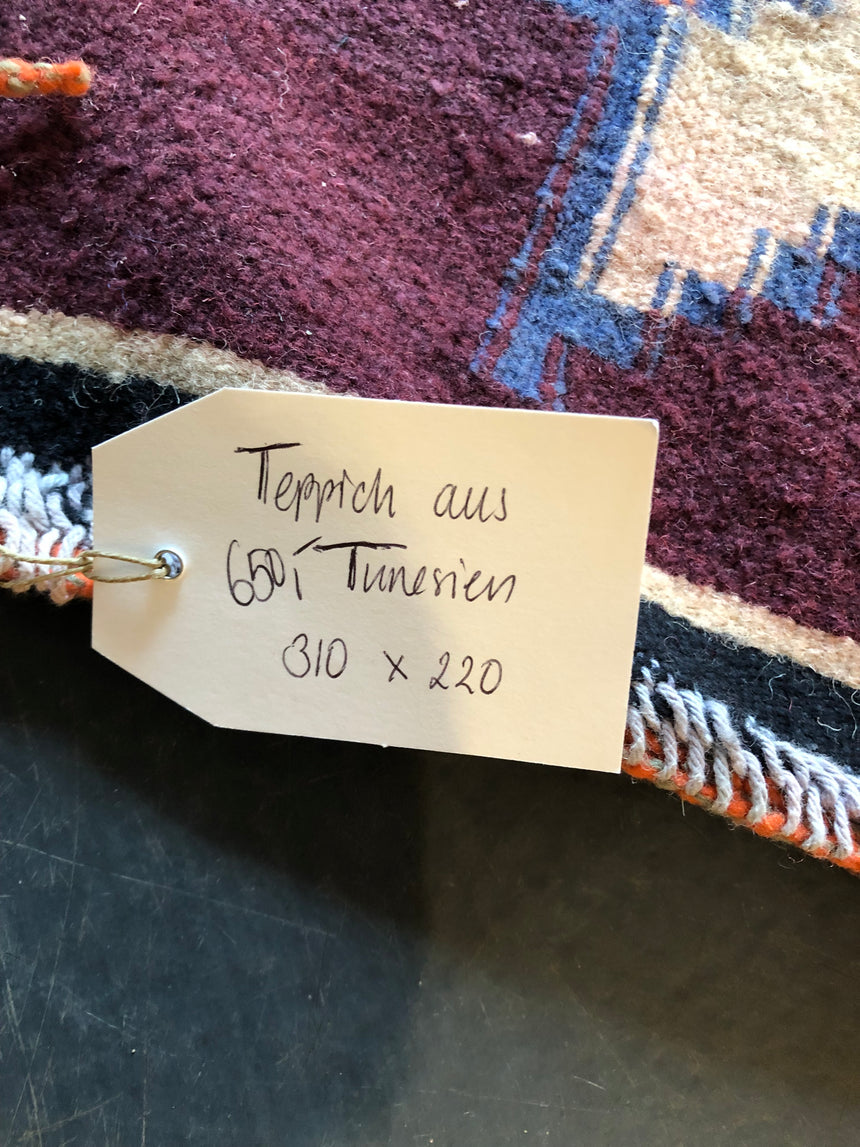 Teppich aus
650,- Tunesien
310 x 220